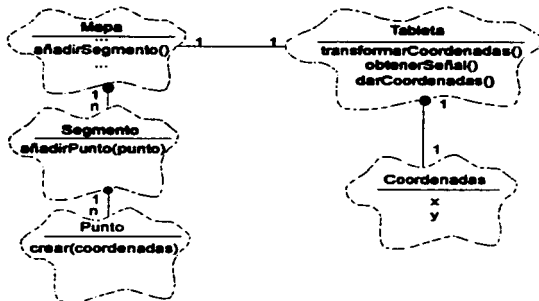 Mapa
...
añadirSegmento()
...
1
1
Tableta
transformarCoordenadas()
obtenerSeñal()
darCoordenadas()
1
n
Segmento
añadirPunto(punto)
1
n
Punto
crear(coordenadas)
1
1
Coordenadas
x
y